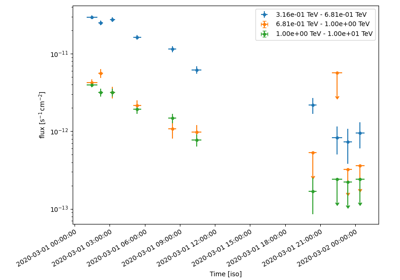 3.16e-01 TeV - 6.81e-01 TeV
6.81e-01 TeV - 1.00e+00 TeV
1.00e+00 TeV - 1.00e+01 TeV
10⁻¹¹
10⁻¹²
10⁻¹³
flux [s⁻¹cm⁻²]
2020-03-01 00:00:00
2020-03-01 03:00:00
2020-03-01 06:00:00
2020-03-01 09:00:00
2020-03-01 12:00:00
2020-03-01 15:00:00
2020-03-01 18:00:00
2020-03-01 21:00:00
2020-03-02 00:00:00
Time [iso]